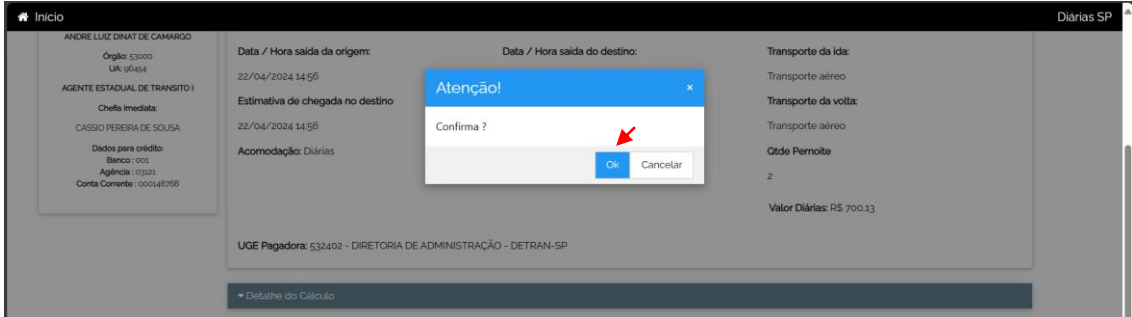 Início
Diárias SP
ANDRE LUIZ DINAT DE CAMARGO
Órgão: 53000
UA: 96454
AGENTE ESTADUAL DE TRANSITO I
Chefia Imediata:
CASSIO PEREIRA DE SOUSA
Dados para crédito:
Banco : 001
Agência : 03121
Conta Corrente : 000148768
Data / Hora saída da origem:
22/04/2024 14:56
Estimativa de chegada no destino
22/04/2024 14:56
Acomodação: Diárias
Data / Hora saída do destino:
Transporte da ida:
Transporte aéreo
Transporte da volta:
Transporte aéreo
Qtde Pernoite
2
Valor Diárias: R$ 700,13
UGE Pagadora: 532402 - DIRETORIA DE ADMINISTRAÇÃO - DETRAN-SP
Detalhe do Cálculo
Atenção!
×
Confirma ?
Ok
Cancelar